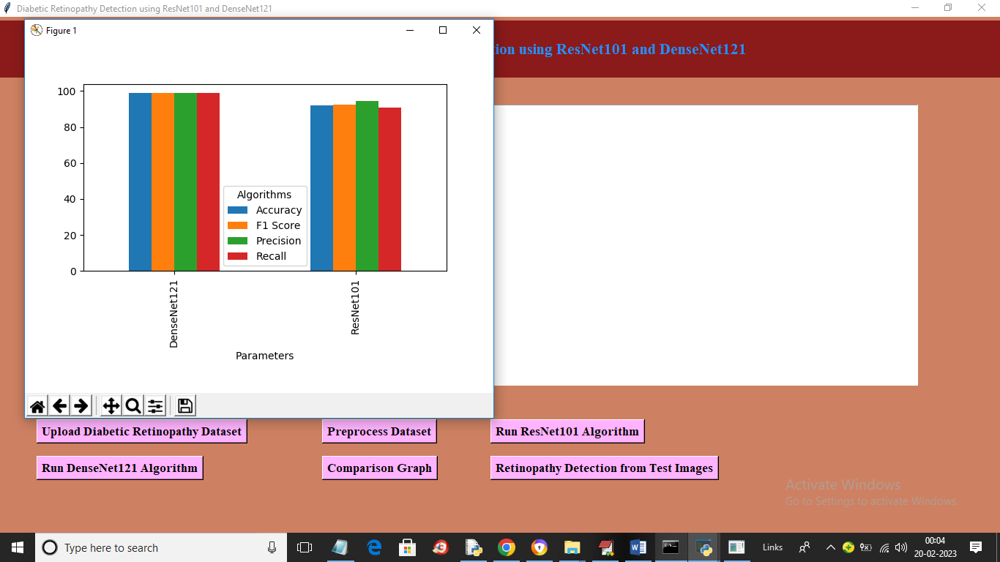 Diabetic Retinopathy Detection using ResNet101 and DenseNet121
Figure 1
tion using ResNet101 and DenseNet121
100
80
60
40
20
0
Algorithms
Accuracy
F1 Score
Precision
Recall
DenseNet121
ResNet101
Parameters
Upload Diabetic Retinopathy Dataset
Preprocess Dataset
Run ResNet101 Algorithm
Run DenseNet121 Algorithm
Comparison Graph
Retinopathy Detection from Test Images
Activate Windows
Go to Settings to activate Windows.
Type here to search
Links
00:04
20-02-2023